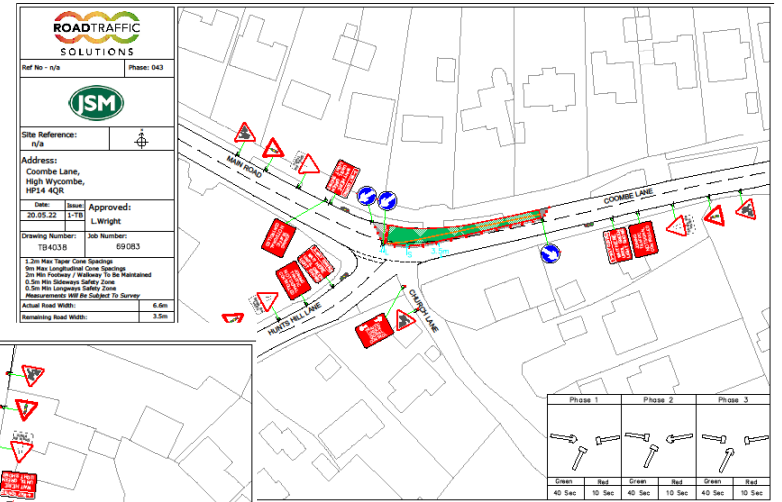 ROADTRAFFIC
SOLUTIONS
Ref No - n/a
Phase: 043
JSM
Site Reference:
n/a
Address:
Coombe Lane,
High Wycombe,
HP14 4QR
Date:
Issue:
Approved:
20.05.22
1-TB
L.Wright
Drawing Number:
Job Number:
TB4038
69083
1.2m Max Taper Cone Spacings
9m Max Longitudinal Cone Spacings
2m Min Footway / Walkway To Be Maintained
0.5m Min Sideways Safety Zone
0.5m Min Longways Safety Zone
Measurements Will Be Subject To Survey
Actual Road Width:
6.6m
Remaining Road Width:
3.5m
MAIN ROAD
COOMBE LANE
3.5m
HUNTS HILL LANE
CHURCH LANE
Phase 1
Phase 2
Phase 3
Green
Red
Green
Red
Green
Red
40 Sec
10 Sec
40 Sec
10 Sec
40 Sec
10 Sec